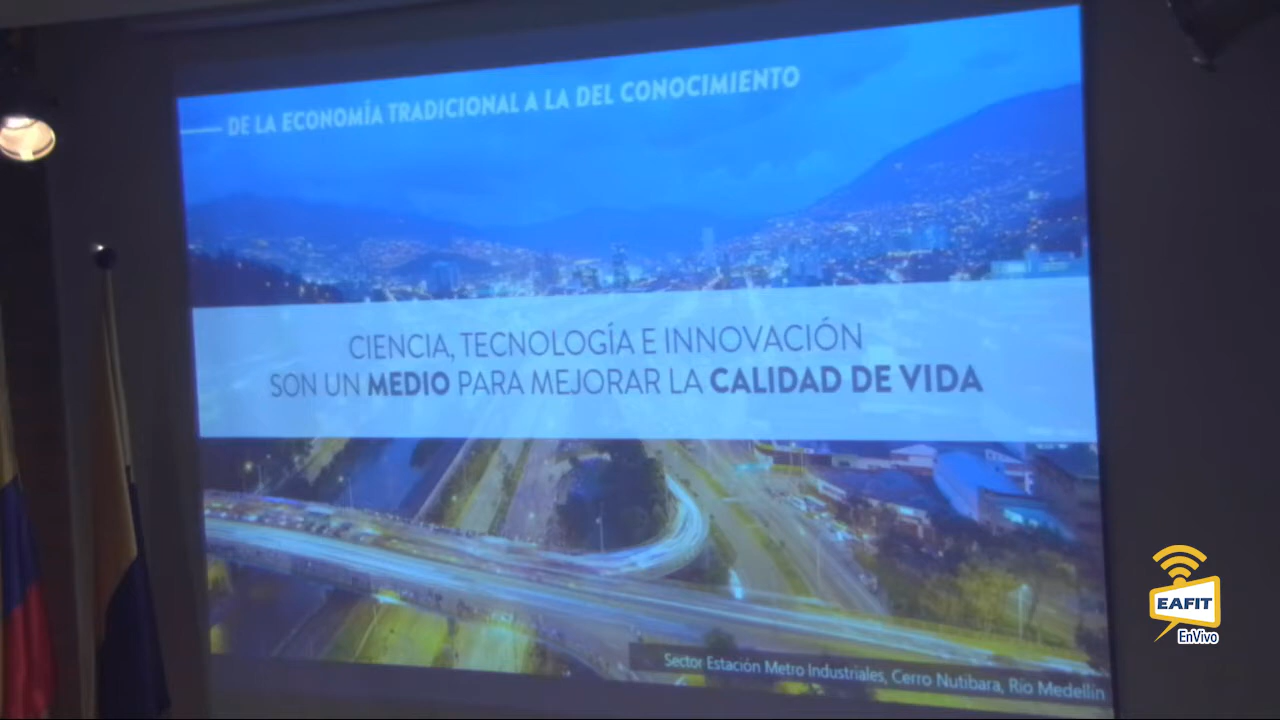 DE LA ECONOMÍA TRADICIONAL A LA DEL CONOCIMIENTO
CIENCIA, TECNOLOGÍA E INNOVACIÓN
SON UN MEDIO PARA MEJORAR LA CALIDAD DE VIDA
Sector Estación Metro Industriales, Cerro Nutibara, Río Medellín
EAFIT
EnVivo